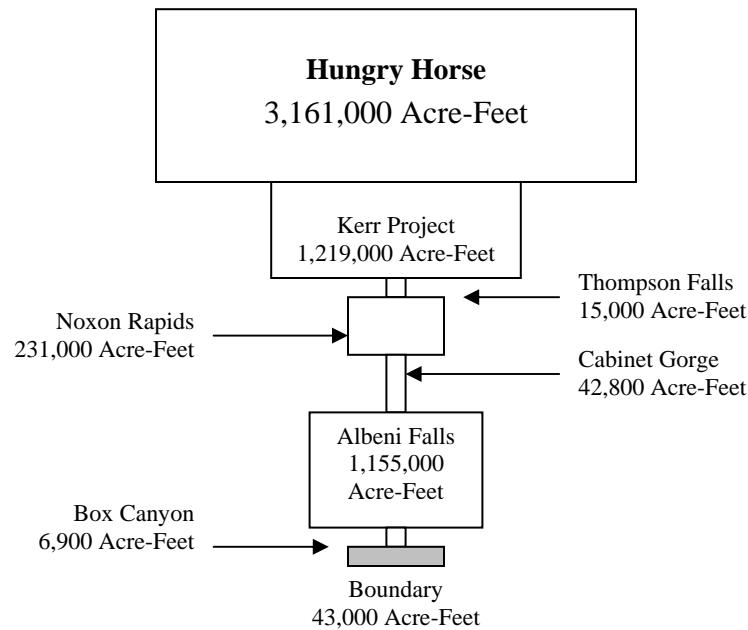 Hungry Horse
3,161,000 Acre-Feet
Kerr Project
1,219,000 Acre-Feet
Thompson Falls
15,000 Acre-Feet
Noxon Rapids
231,000 Acre-Feet
Cabinet Gorge
42,800 Acre-Feet
Albeni Falls
1,155,000
Acre-Feet
Box Canyon
6,900 Acre-Feet
Boundary
43,000 Acre-Feet